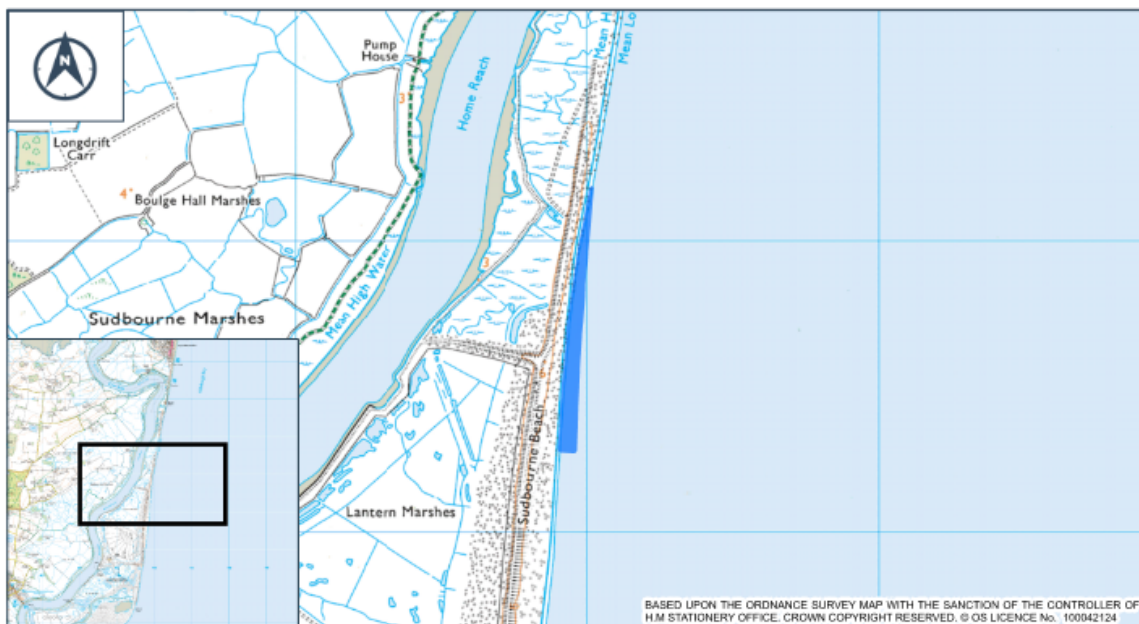 N
Pump
House
3
Home Reach
Mean Lo
Longdrift
Carr
4
Boulge Hall Marshes
3
Mean High Water
Sudbourne Marshes
Sudbourne Beach
Lantern Marshes
BASED UPON THE ORDNANCE SURVEY MAP WITH THE SANCTION OF THE CONTROLLER OF
H.M STATIONERY OFFICE. CROWN COPYRIGHT RESERVED. © OS LICENCE No. 100042124